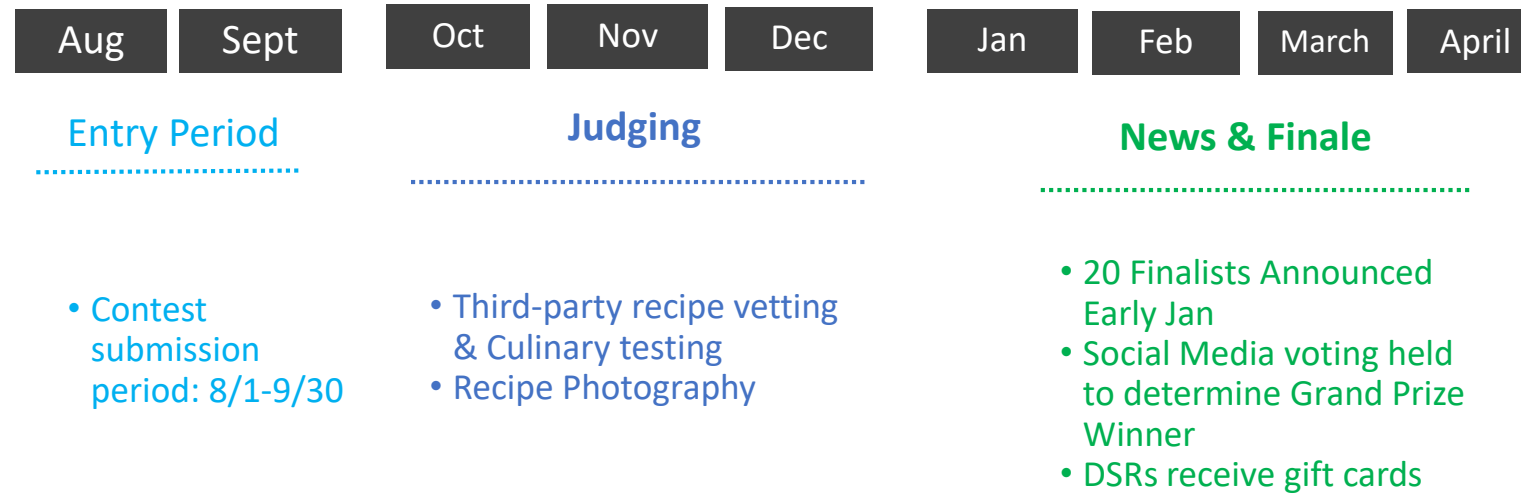 Aug Sept Oct Nov Dec Jan Feb March April
Entry Period
• Contest
submission
period: 8/1-9/30
Judging
• Third-party recipe vetting
& Culinary testing
• Recipe Photography
News & Finale
• 20 Finalists Announced
Early Jan
• Social Media voting held
to determine Grand Prize
Winner
• DSRs receive gift cards